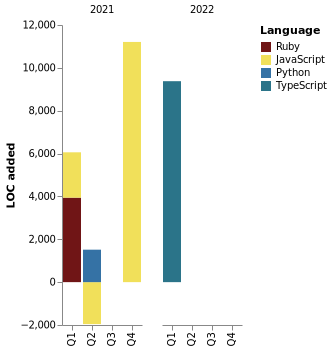 2021 2022
Language
Ruby
JavaScript
Python
TypeScript
LOC added
12,000
10,000
8,000
6,000
4,000
2,000
0
−2,000
Q1 Q2 Q3 Q4 Q1 Q2 Q3 Q4